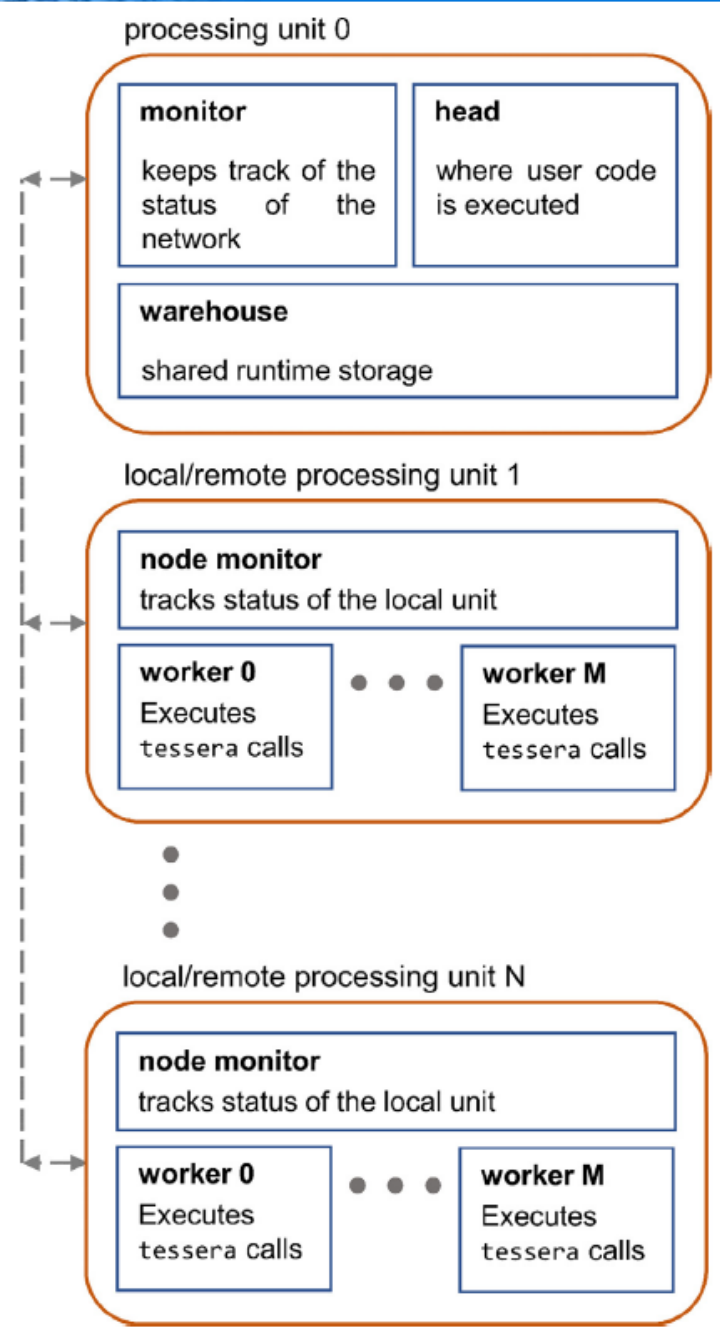 processing unit 0
monitor
keeps track of the
status of the
network
head
where user code
is executed
warehouse
shared runtime storage
local/remote processing unit 1
node monitor
tracks status of the local unit
worker 0
Executes
tessera calls
worker M
Executes
tessera calls
local/remote processing unit N
node monitor
tracks status of the local unit
worker 0
Executes
tessera calls
worker M
Executes
tessera calls